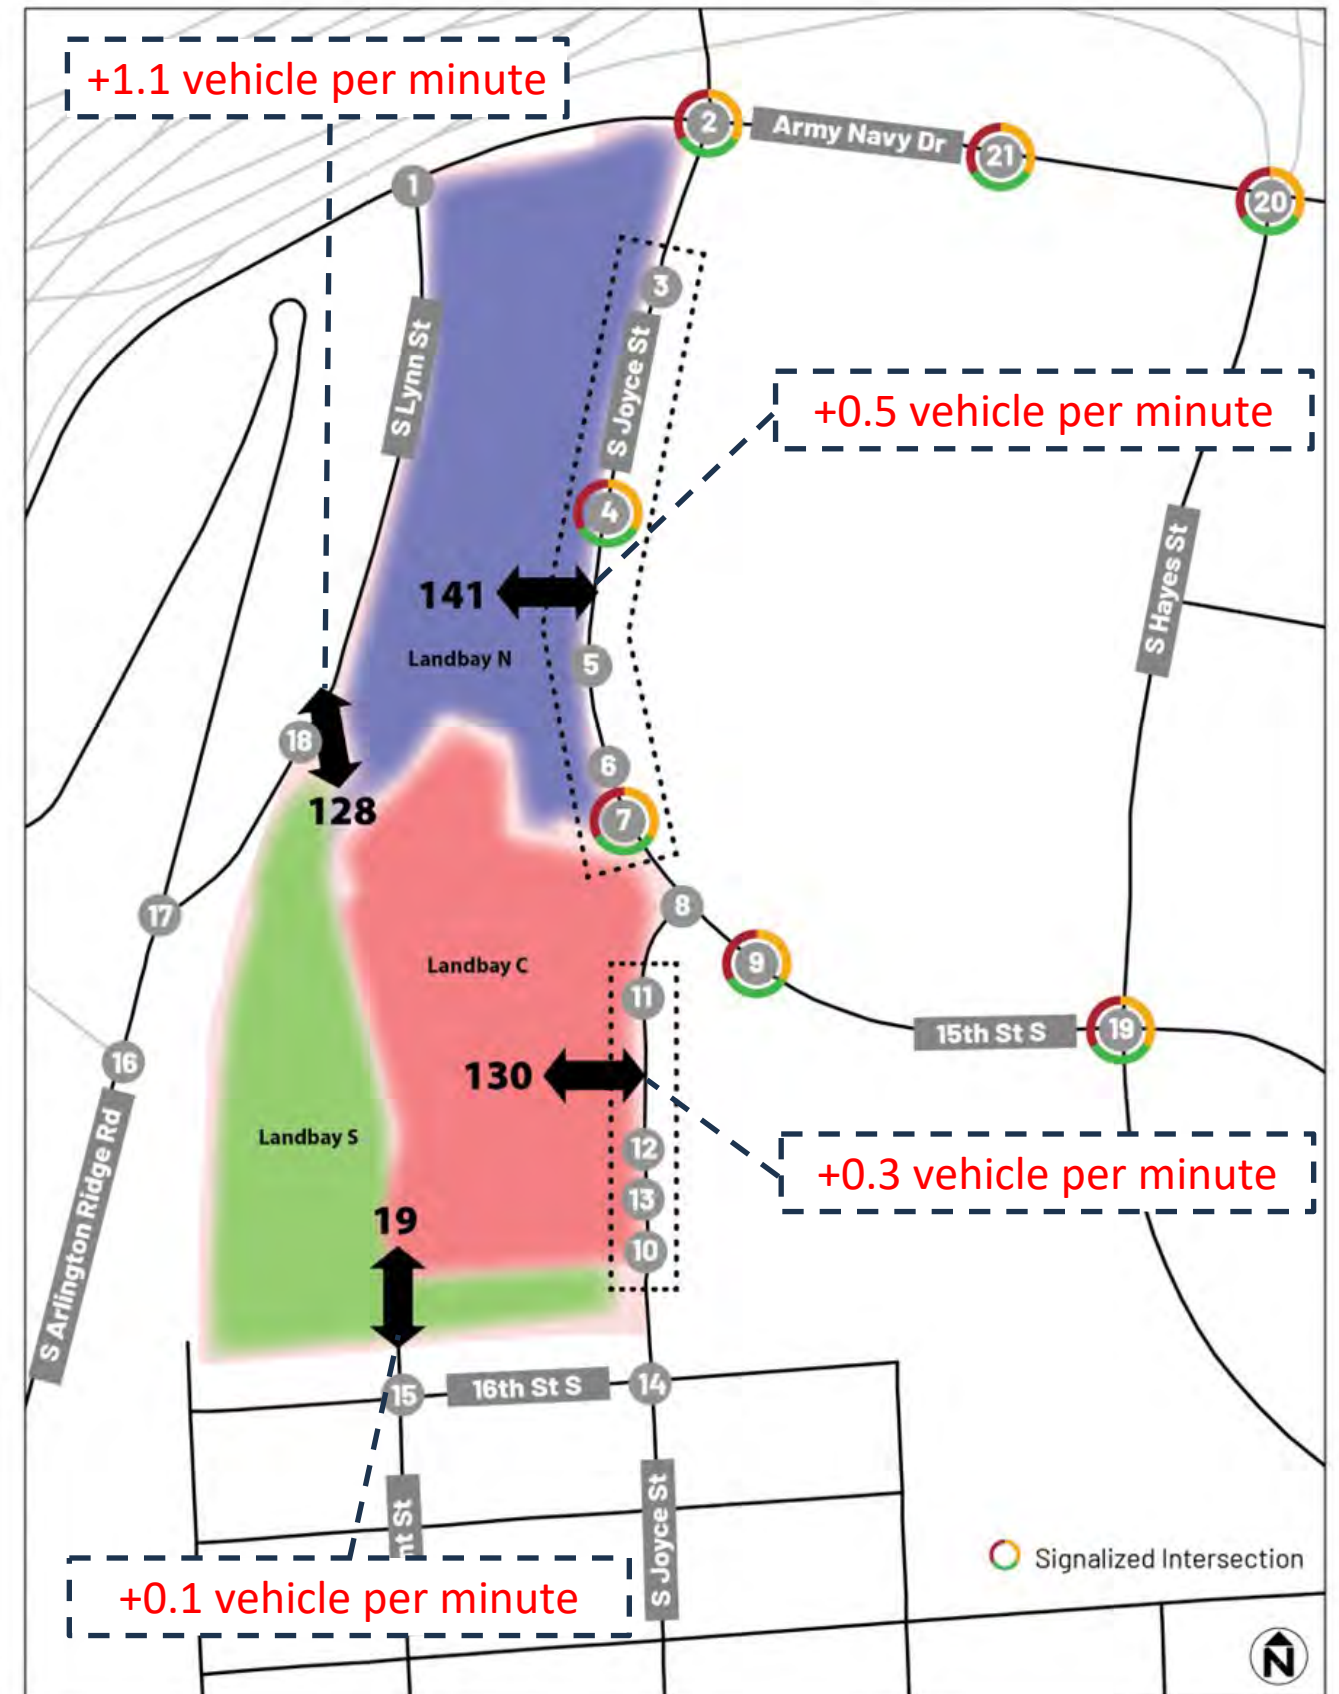 +1.1 vehicle per minute
2
Army Navy Dr
21
20
1
3
S Lynn St
S Joyce St
+0.5 vehicle per minute
4
S Hayes St
141
Landbay N
5
18
6
128
7
17
8
Landbay C
9
11
15th St S
19
16
130
Landbay S
12
+0.3 vehicle per minute
13
19
10
S Arlington Ridge Rd
15
16th St S
14
nt St
S Joyce St
Signalized Intersection
+0.1 vehicle per minute
N